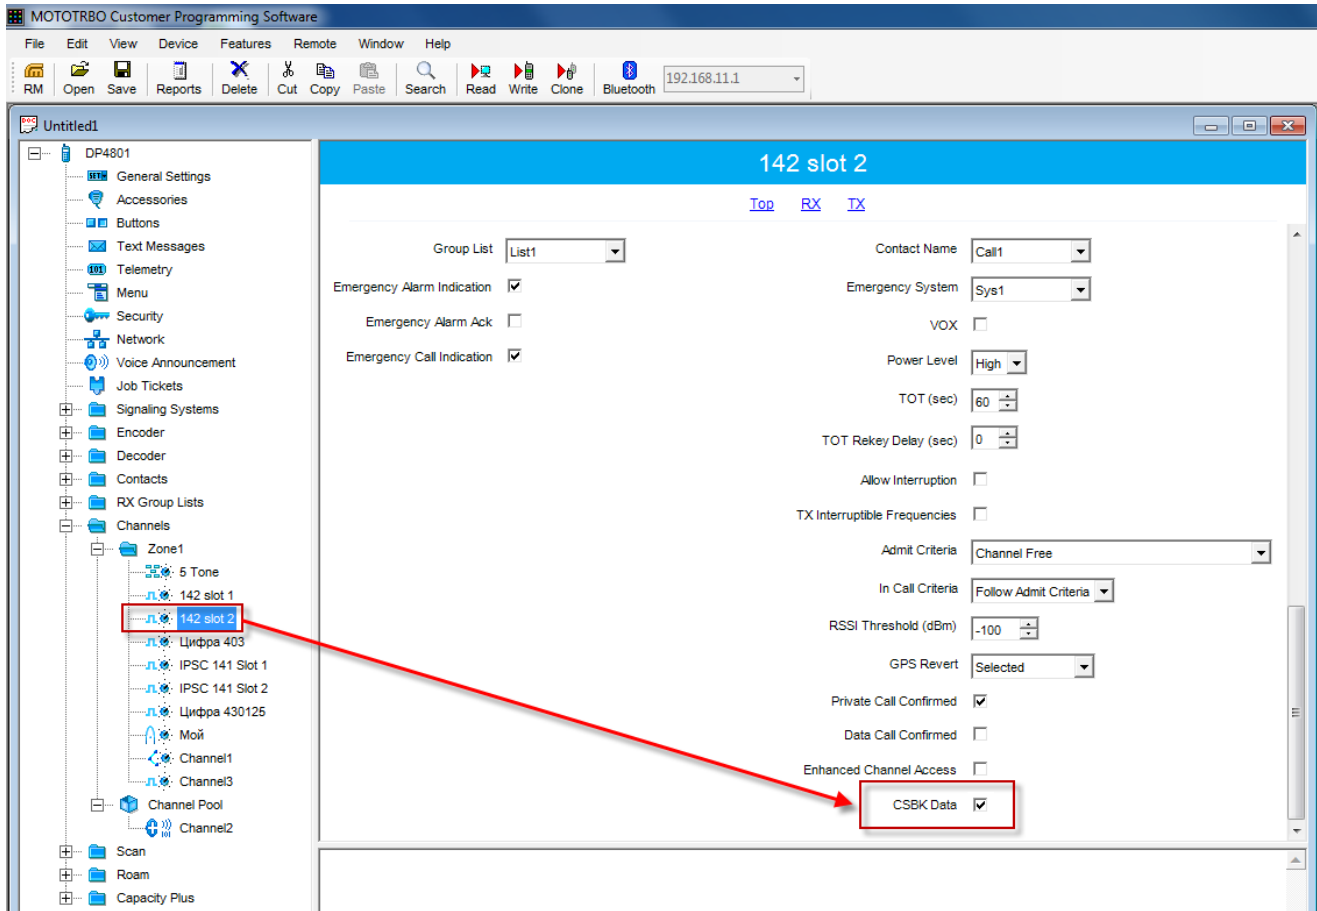 MOTOTRBO Customer Programming Software
File Edit View Device Features Remote Window Help
RM Open Save Reports Delete Cut Copy Paste Search Read Write Clone Bluetooth 192.168.11.1
Untitled1
DP4801
General Settings
Accessories
Buttons
Text Messages
Telemetry
Menu
Security
Network
Voice Announcement
Job Tickets
Signaling Systems
Encoder
Decoder
Contacts
RX Group Lists
Channels
Zone1
5 Tone
142 slot 1
142 slot 2
Цифра 403
IPSC 141 Slot 1
IPSC 141 Slot 2
Цифра 430125
Мой
Channel1
Channel3
Channel Pool
Channel2
Scan
Roam
Capacity Plus
142 slot 2
Top RX TX
Group List List1
Emergency Alarm Indication
Emergency Alarm Ack
Emergency Call Indication
Contact Name Call1
Emergency System Sys1
VOX
Power Level High
TOT (sec) 60
TOT Rekey Delay (sec) 0
Allow Interruption
TX Interruptible Frequencies
Admit Criteria Channel Free
In Call Criteria Follow Admit Criteria
RSSI Threshold (dBm) -100
GPS Revert Selected
Private Call Confirmed
Data Call Confirmed
Enhanced Channel Access
CSBK Data